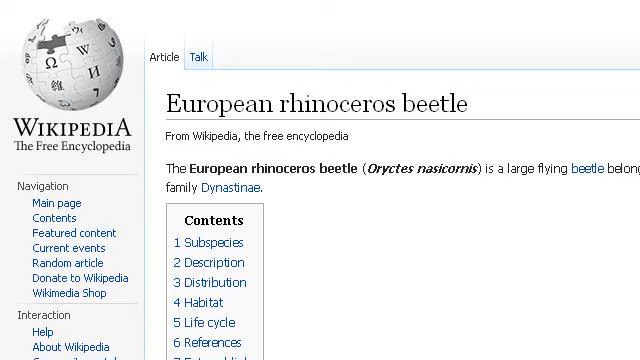 Article Talk
European rhinoceros beetle
WIKIPEDIA
The Free Encyclopedia
From Wikipedia, the free encyclopedia
The European rhinoceros beetle (Oryctes nasicornis) is a large flying beetle
family Dynastinae.
Navigation
Main page
Contents
Featured content
Current events
Random article
Donate to Wikipedia
Wikimedia Shop
Interaction
Help
About Wikipedia
Contents
1 Subspecies
2 Description
3 Distribution
4 Habitat
5 Life cycle
6 References